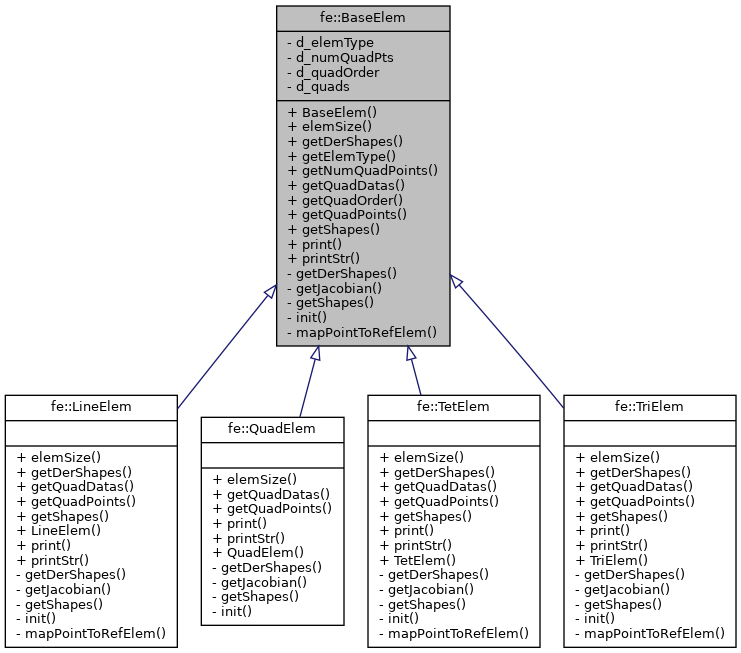 fe::BaseElem
- d_elemType
- d_numQuadPts
- d_quadOrder
- d_quads
+ BaseElem()
+ elemSize()
+ getDerShapes()
+ getElemType()
+ getNumQuadPoints()
+ getQuadDatas()
+ getQuadOrder()
+ getQuadPoints()
+ getShapes()
+ print()
+ printStr()
- getDerShapes()
- getJacobian()
- getShapes()
- init()
- mapPointToRefElem()
fe::LineElem
+ elemSize()
+ getDerShapes()
+ getQuadDatas()
+ getQuadPoints()
+ getShapes()
+ LineElem()
+ print()
+ printStr()
- getDerShapes()
- getJacobian()
- getShapes()
- init()
- mapPointToRefElem()
fe::QuadElem
+ elemSize()
+ getQuadDatas()
+ getQuadPoints()
+ print()
+ printStr()
+ QuadElem()
- getDerShapes()
- getJacobian()
- getShapes()
- init()
fe::TetElem
+ elemSize()
+ getDerShapes()
+ getQuadDatas()
+ getQuadPoints()
+ getShapes()
+ print()
+ printStr()
+ TetElem()
- getDerShapes()
- getJacobian()
- getShapes()
- init()
- mapPointToRefElem()
fe::TriElem
+ elemSize()
+ getDerShapes()
+ getQuadDatas()
+ getQuadPoints()
+ getShapes()
+ print()
+ printStr()
+ TriElem()
- getDerShapes()
- getJacobian()
- getShapes()
- init()
- mapPointToRefElem()